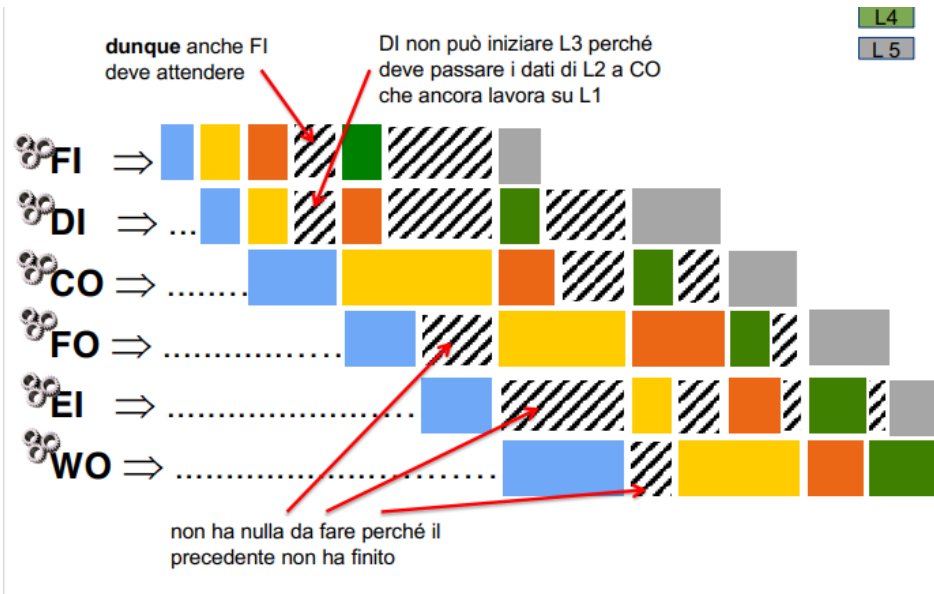 L4
L 5
dunque anche FI
deve attendere
DI non può iniziare L3 perché
deve passare i dati di L2 a CO
che ancora lavora su L1
FI ⇒
DI ⇒ ...
CO ⇒ ........
FO ⇒ ....................
EI ⇒ ...........................
WO ⇒ ...................................
non ha nulla da fare perché il
precedente non ha finito